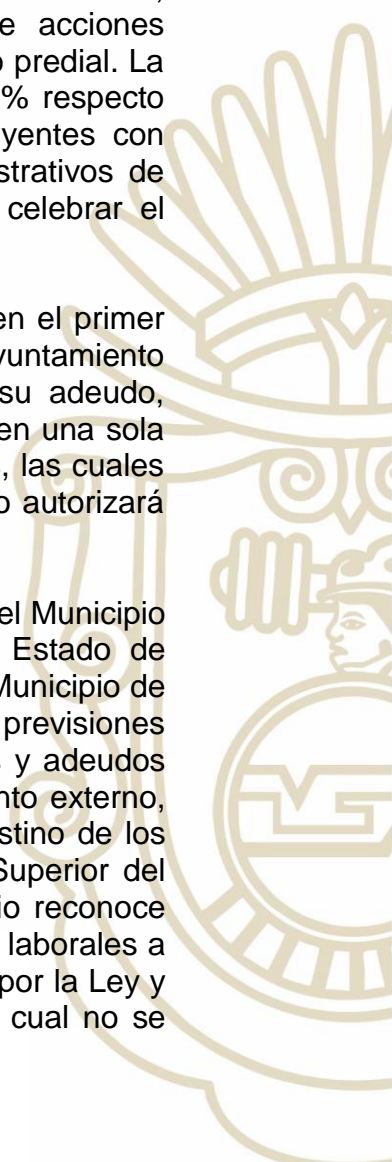 e acciones
o predial. La
% respecto
yentes con
strativos de
celebrar el
en el primer
yuntamiento
su adeudo,
en una sola
, las cuales
o autorizará
el Municipio
Estado de
Municipio de
previsiones
s y adeudos
nto externo,
stino de los
Superior del
io reconoce
laborales a
por la Ley y
cual no se